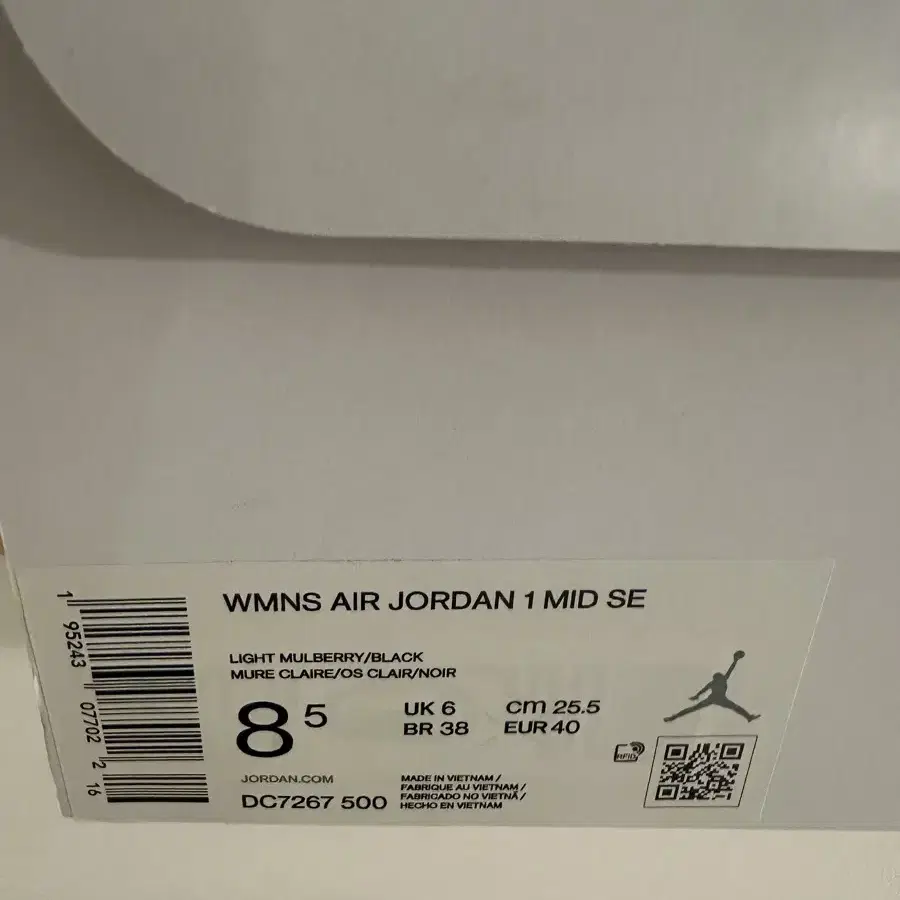 WMNS AIR JORDAN 1 MID SE
LIGHT MULBERRY/BLACK
MURE CLAIRE/OS CLAIR/NOIR
8 5
UK 6 cm 25.5
BR 38 EUR 40
JORDAN.COM
DC7267 500
MADE IN VIETNAM /
FABRIQUE AU VIETNAM /
FABRICADO NO VIETNÃ /
HECHO EN VIETNAM
RFID
1 95243 07702 2 16